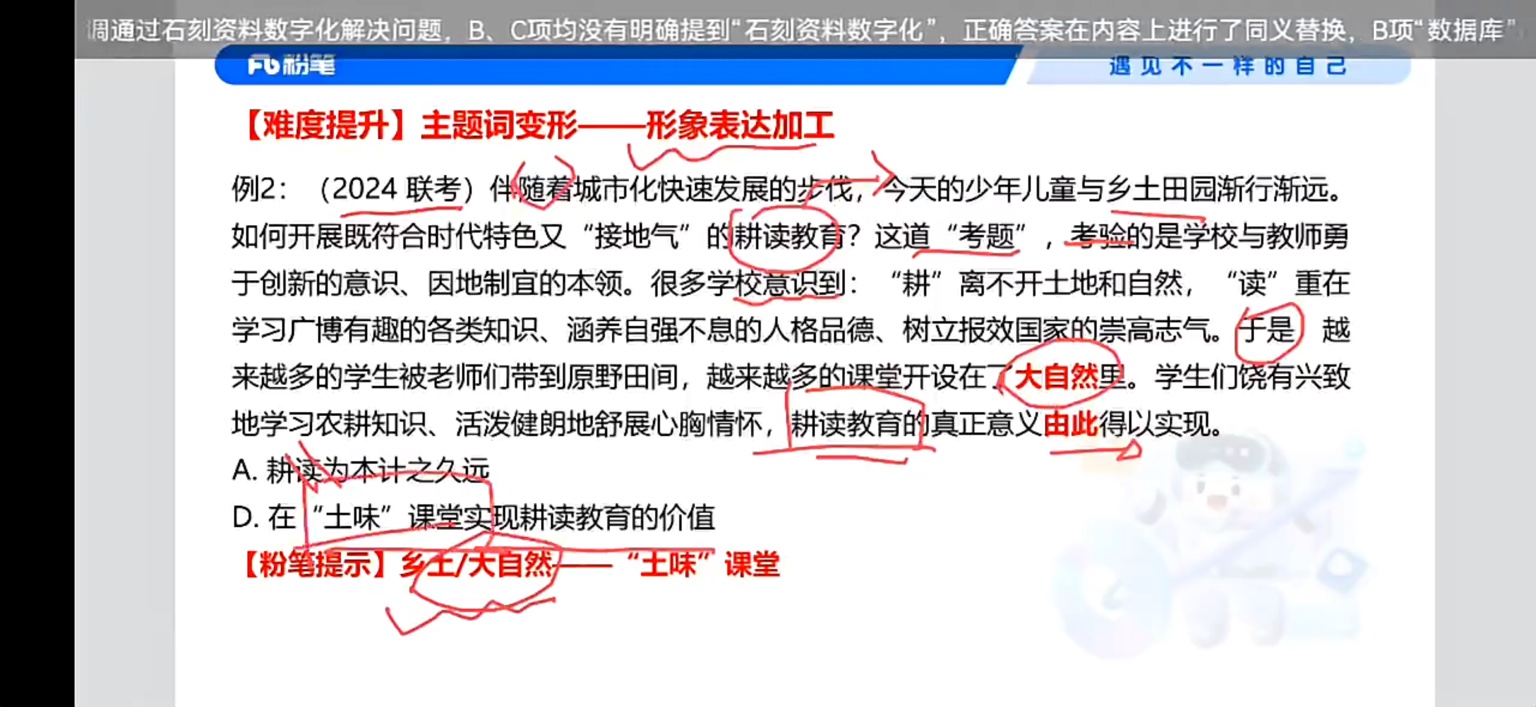 调通过石刻资料数字化解决问题，B、C项均没有明确提到“石刻资料数字化”，正确答案在内容上进行了同义替换，B项“数据库”
粉笔
遇见不一样的自己
【难度提升】主题词变形——形象表达加工
例2：（2024 联考）伴随着城市化快速发展的步伐，今天的少年儿童与乡土田园渐行渐远。
如何开展既符合时代特色又“接地气”的耕读教育？这道“考题”，考验的是学校与教师勇
于创新的意识、因地制宜的本领。很多学校意识到：“耕”离不开土地和自然，“读”重在
学习广博有趣的各类知识、涵养自强不息的人格品德、树立报效国家的崇高志气。于是 越
来越多的学生被老师们带到原野田间，越来越多的课堂开设在了大自然里。学生们饶有兴致
地学习农耕知识、活泼健朗地舒展心胸情怀，耕读教育的真正意义由此得以实现。
A. 耕读为本计之久远
D. 在“土味”课堂实现耕读教育的价值
【粉笔提示】乡土/大自然——“土味”课堂